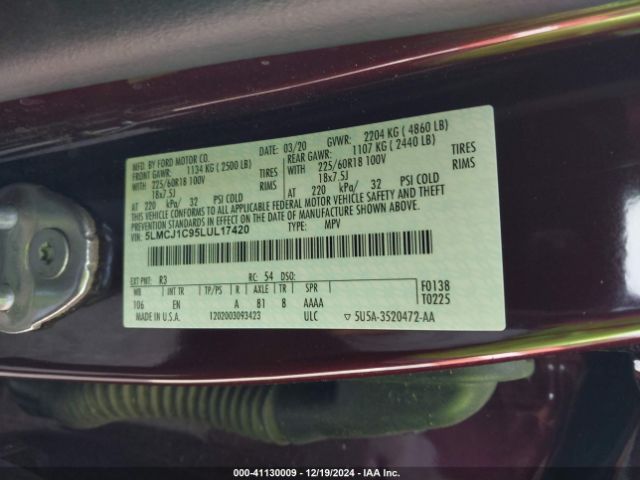 MFD. BY FORD MOTOR CO.
DATE: 03/20 GVWR: 2204 KG ( 4860 LB)
FRONT GAWR: 1134 KG ( 2500 LB) REAR GAWR: 1107 KG ( 2440 LB)
WITH 225/60R18 100V TIRES WITH 225/60R18 100V TIRES
18x7.5J RIMS 18x7.5J RIMS
AT 220 kPa/ 32 PSI COLD AT 220 kPa/ 32 PSI COLD
THIS VEHICLE CONFORMS TO ALL APPLICABLE FEDERAL MOTOR VEHICLE SAFETY AND THEFT
PREVENTION STANDARDS IN EFFECT ON THE DATE OF MANUFACTURE SHOWN ABOVE.
VIN: 5LMCJ1C95LUL17420 TYPE: MPV
EXT PNT: R3 RC: 54 DSO:
WB INT TR TP/PS R AXLE TR SPR F0138
106 EN A 81 8 AAAA T0225
MADE IN U.S.A. 1202003093423 ULC ▽ 5U5A-3520472-AA
000-41130009 - 12/19/2024 - IAA Inc.